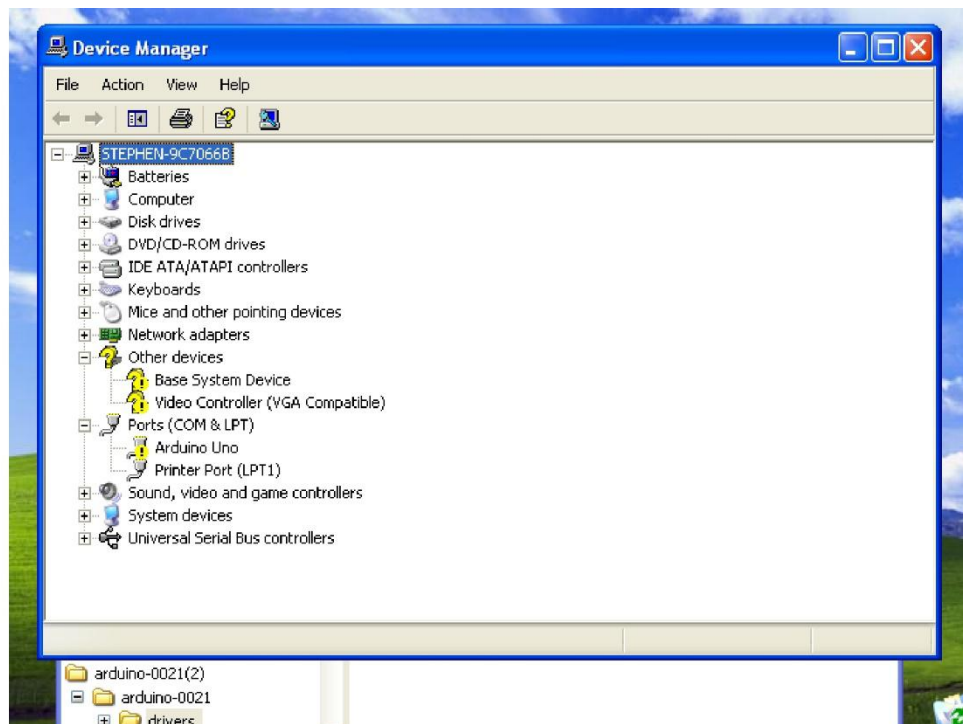 Device Manager
File Action View Help
STEPHEN-9C7066B
Batteries
Computer
Disk drives
DVD/CD-ROM drives
IDE ATA/ATAPI controllers
Keyboards
Mice and other pointing devices
Network adapters
Other devices
Base System Device
Video Controller (VGA Compatible)
Ports (COM & LPT)
Arduino Uno
Printer Port (LPT1)
Sound, video and game controllers
System devices
Universal Serial Bus controllers
arduino-0021(2)
arduino-0021
drivers